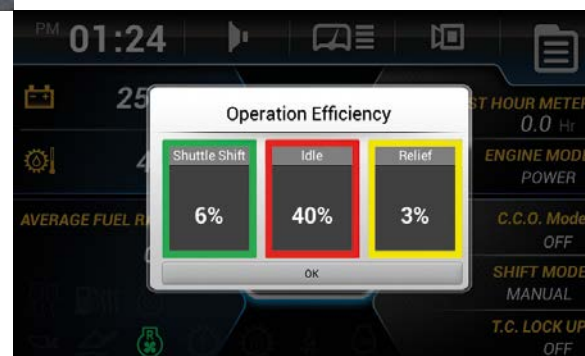 PM 01:24
Operation Efficiency
Shuttle Shift
6%
Idle
40%
Relief
3%
OK
25
4
AVERAGE FUEL
ST HOUR METER
0.0 Hr
ENGINE MODE
POWER
C.C.O. Mode
OFF
SHIFT MODE
MANUAL
T.C. LOCK UP
OFF
R